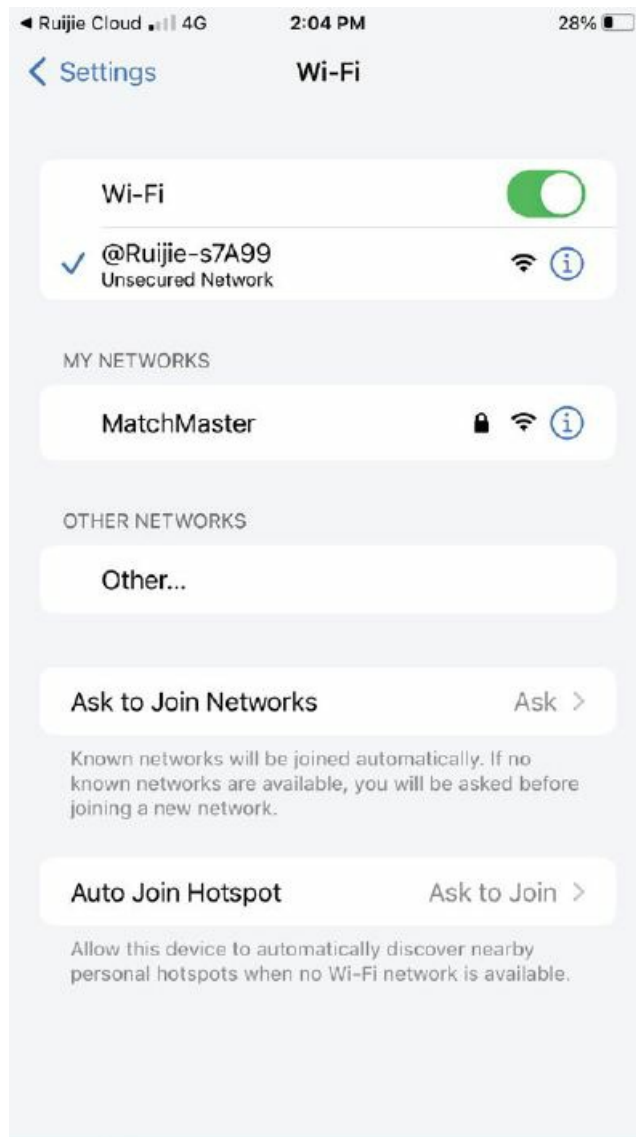 ◀ Ruijie Cloud 4G 2:04 PM 28%
Settings Wi-Fi
Wi-Fi
@Ruijie-s7A99
Unsecured Network
MY NETWORKS
MatchMaster
OTHER NETWORKS
Other...
Ask to Join Networks Ask >
Known networks will be joined automatically. If no
known networks are available, you will be asked before
joining a new network.
Auto Join Hotspot Ask to Join >
Allow this device to automatically discover nearby
personal hotspots when no Wi-Fi network is available.